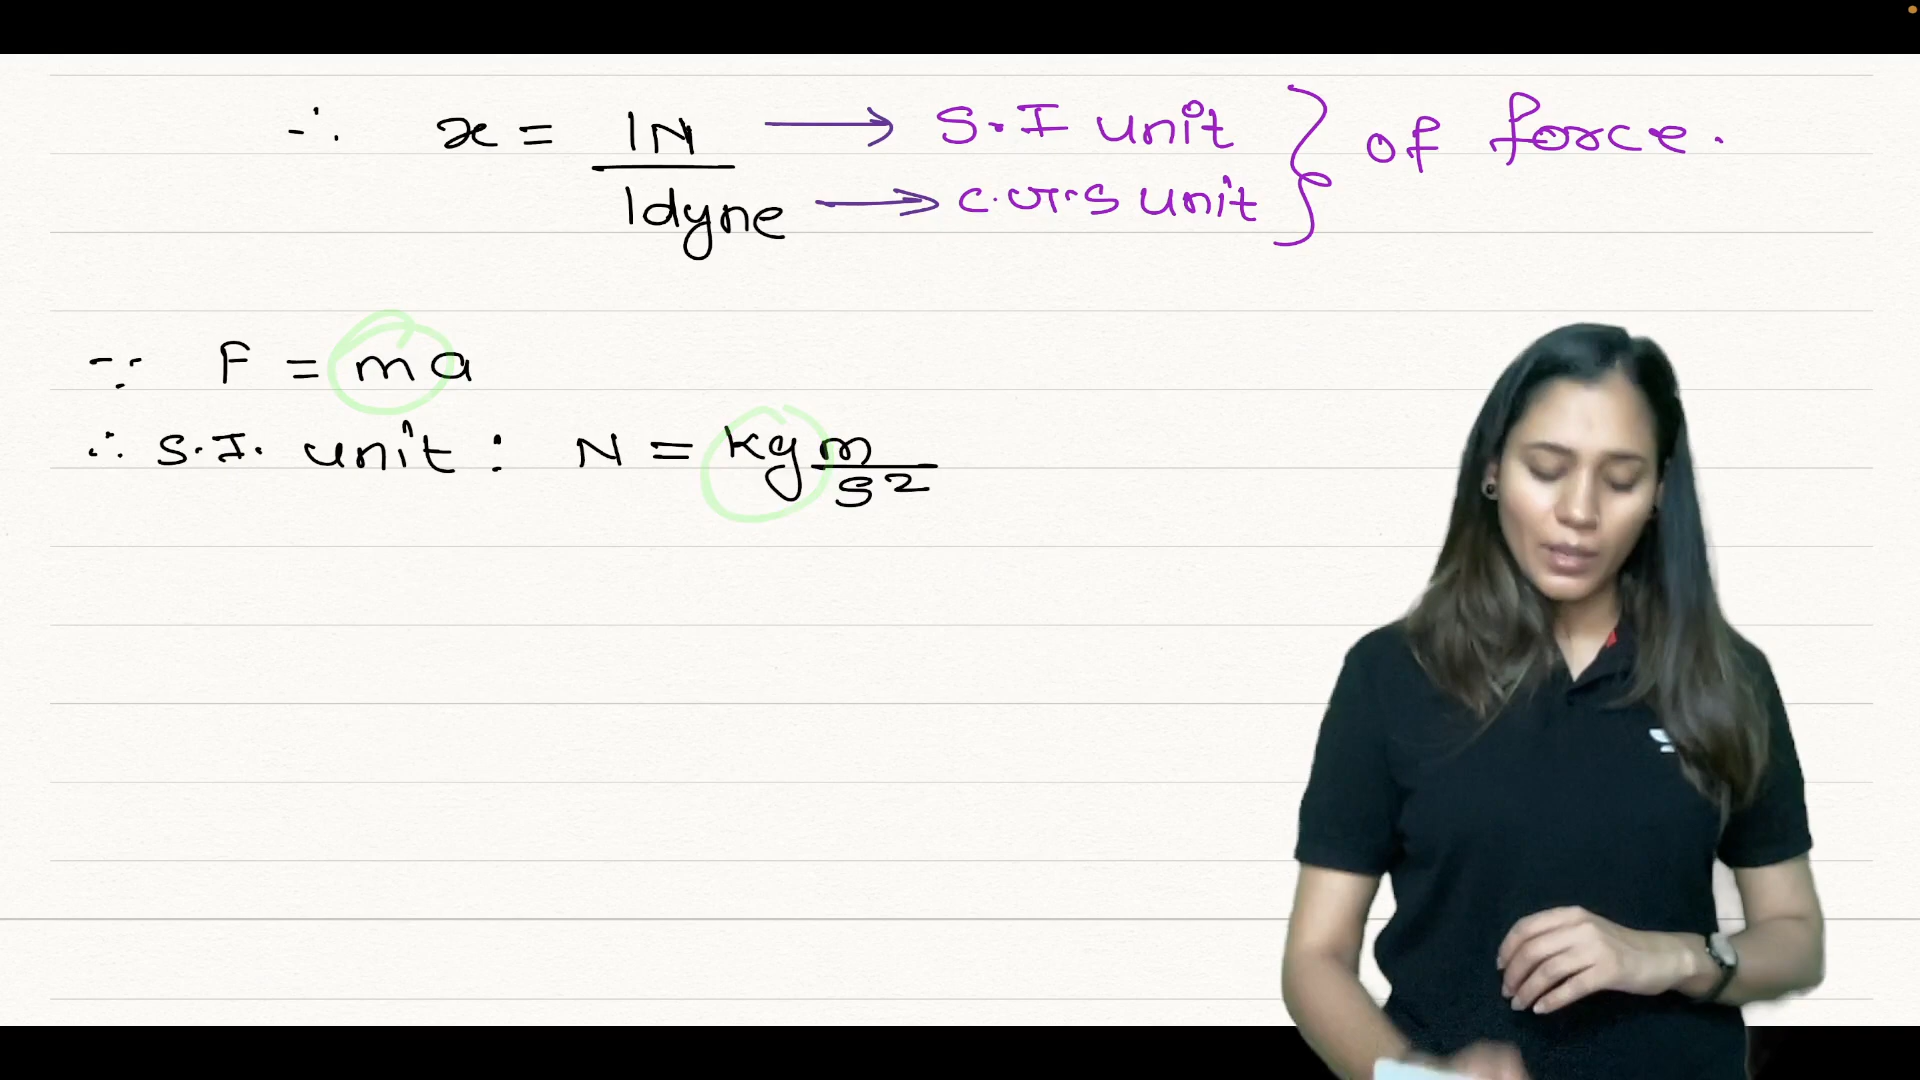 ∴ x = 1N → S.I unit } of force.
1dyne → C.G.S unit
∵ F = ma
∴ S.I. unit : N = kg m
s²